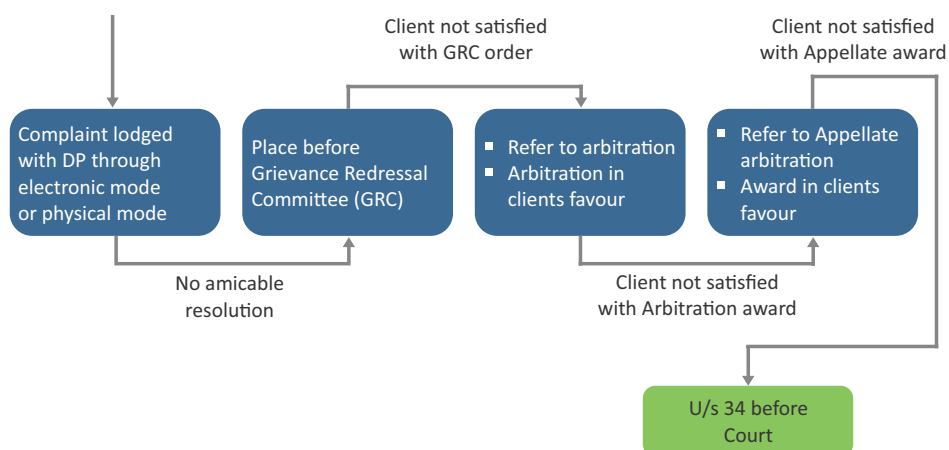 Client not satisfied
with GRC order
Client not satisfied
with Appellate award
Complaint lodged
with DP through
electronic mode
or physical mode
Place before
Grievance Redressal
Committee (GRC)
▪ Refer to arbitration
▪ Arbitration in
clients favour
▪ Refer to Appellate
arbitration
▪ Award in clients
favour
No amicable
resolution
Client not satisfied
with Arbitration award
U/s 34 before
Court